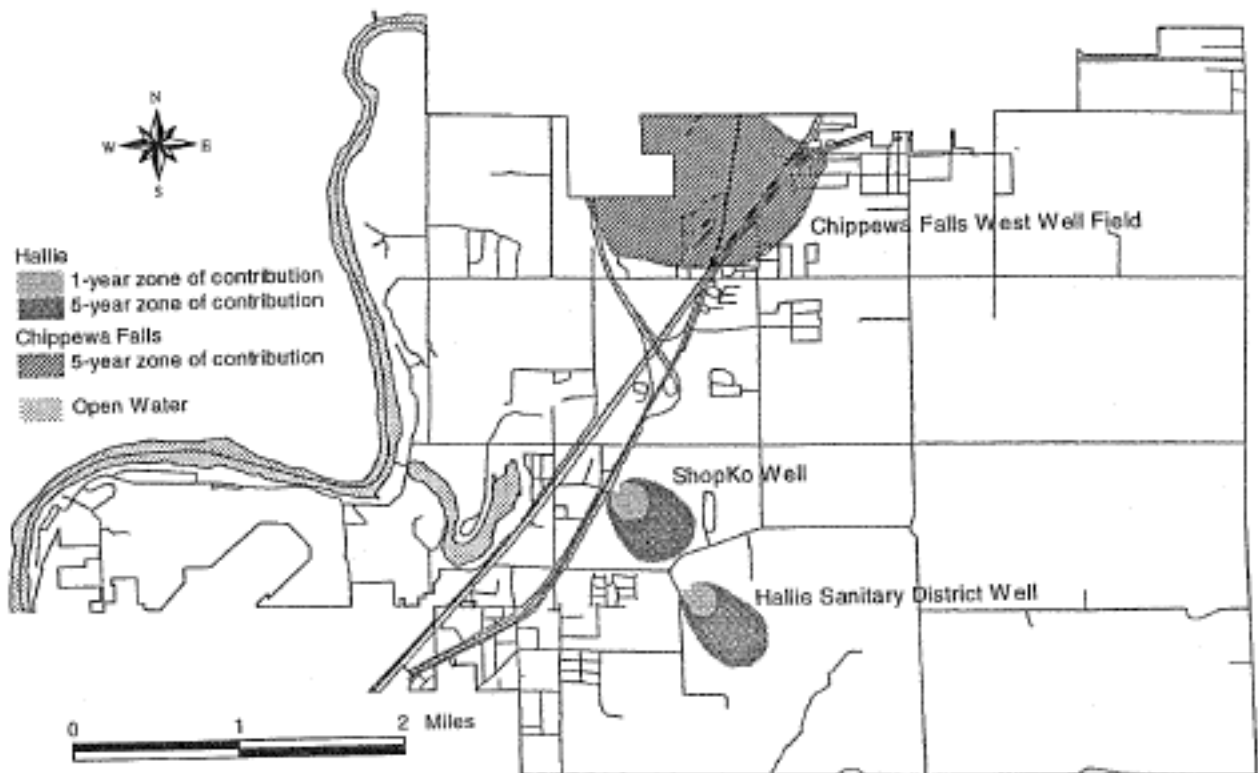 N
W E
S
Chippewa Falls West Well Field
Hallie
1-year zone of contribution
5-year zone of contribution
Chippewa Falls
5-year zone of contribution
Open Water
ShopKo Well
Hallie Sanitary District Well
0 1 2 Miles